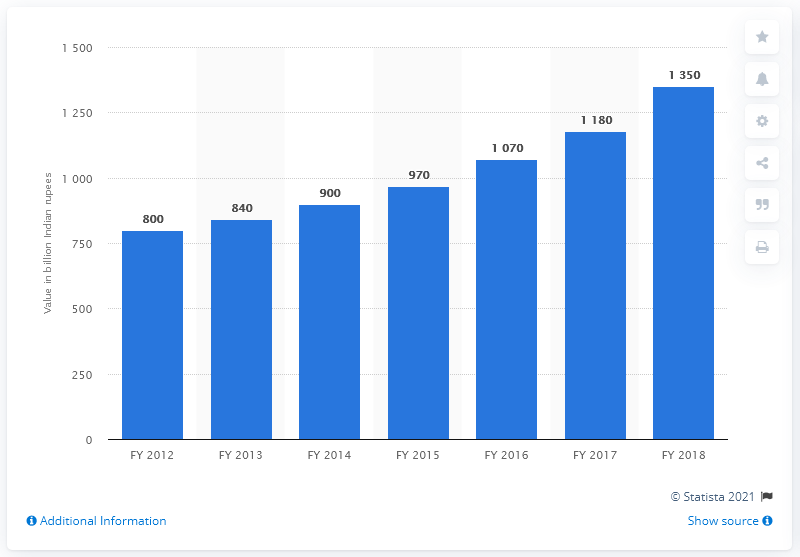 Value in billion Indian rupees
1 500
1 250
1 000
750
500
250
0
800
840
900
970
1 070
1 180
1 350
FY 2012
FY 2013
FY 2014
FY 2015
FY 2016
FY 2017
FY 2018
© Statista 2021
Additional Information
Show source